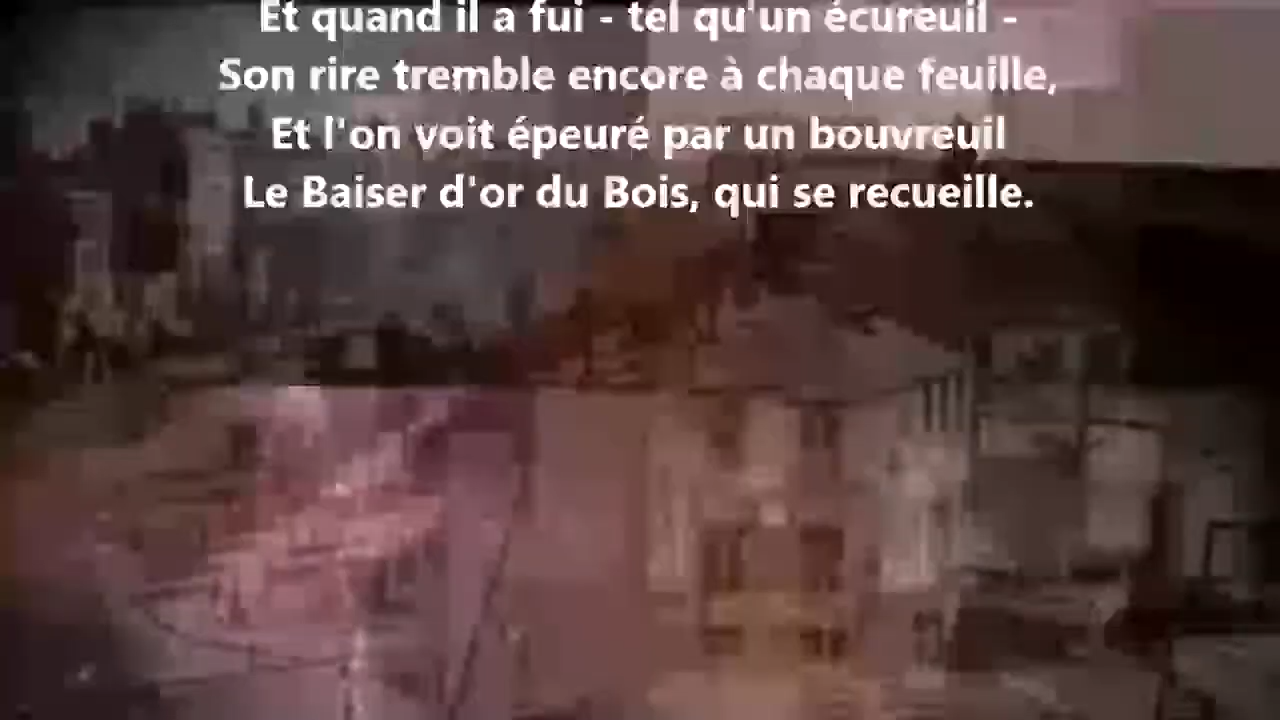 Et quand il a fui - tel qu'un écureuil -
Son rire tremble encore à chaque feuille,
Et l'on voit épeuré par un bouvreuil
Le Baiser d'or du Bois, qui se recueille.